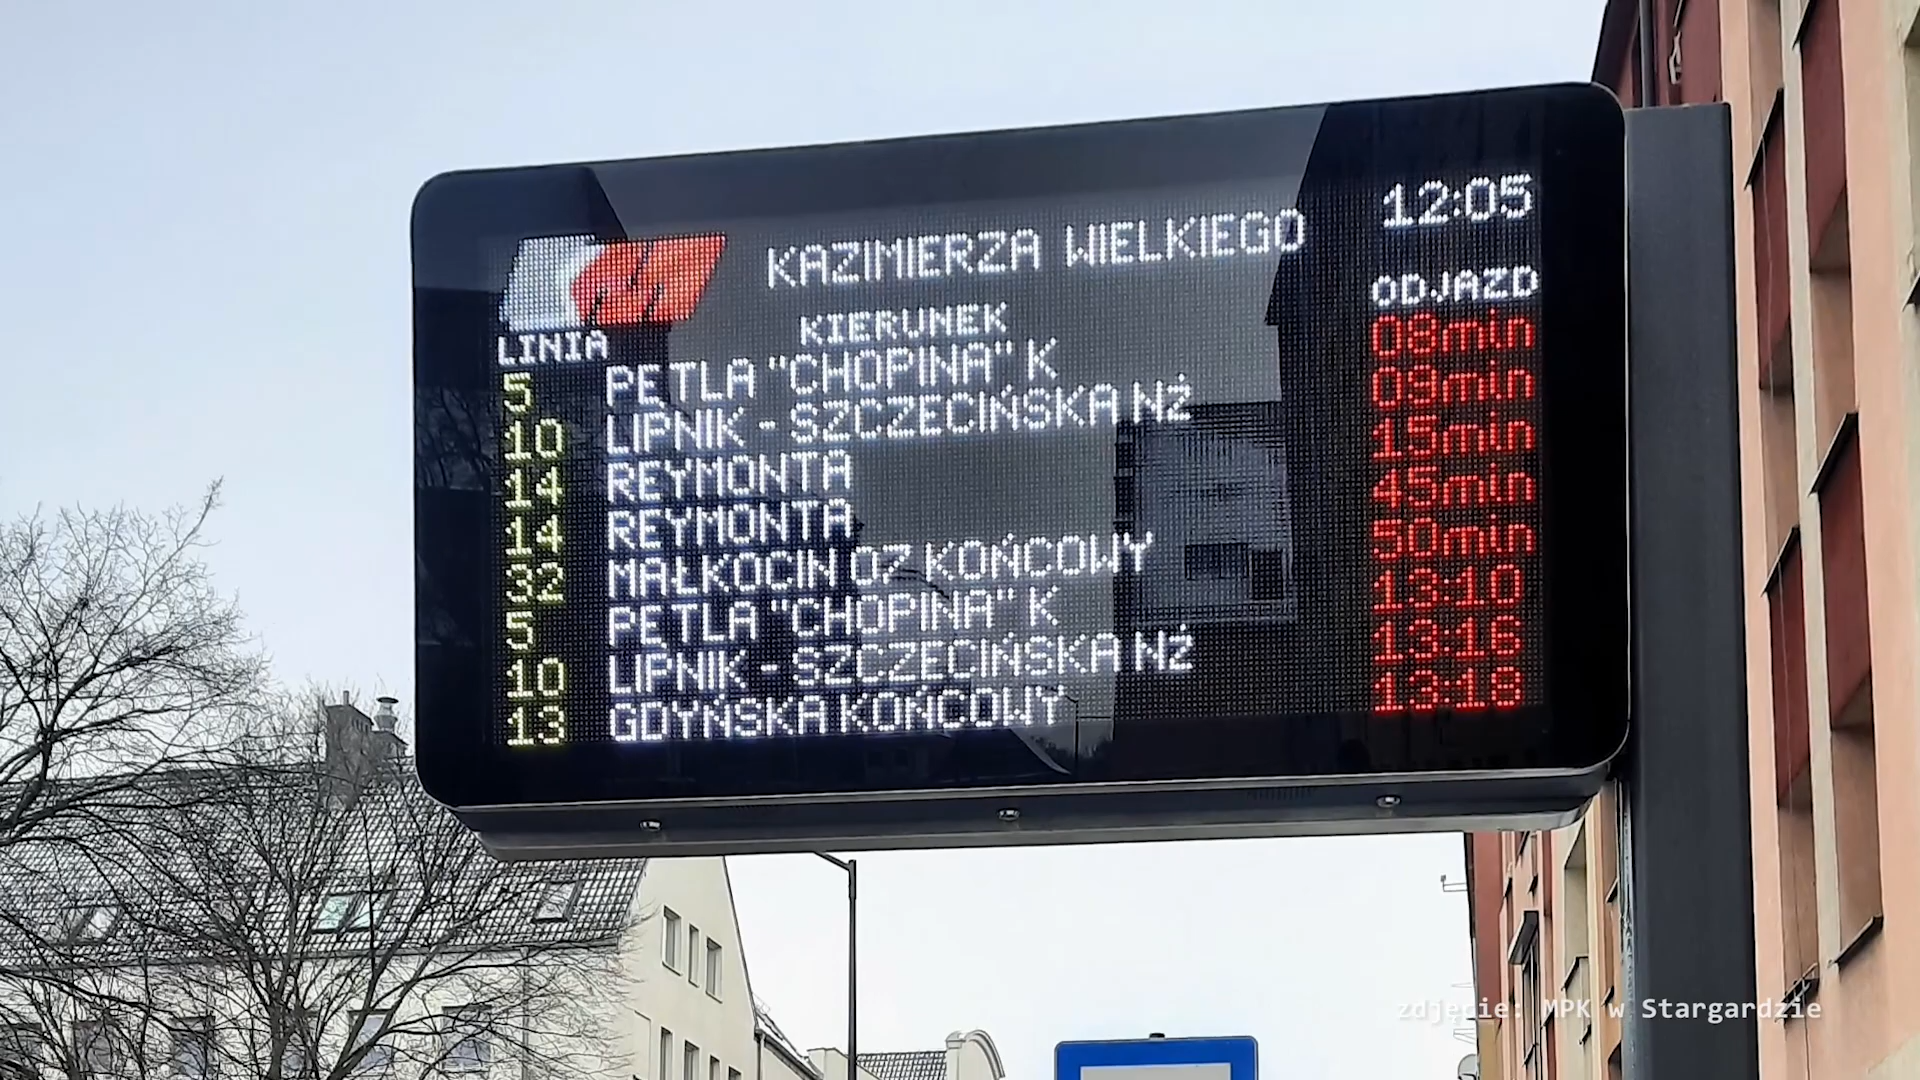 12:05
KAZIMIERZA WIELKIEGO
LINIA KIERUNEK ODJAZD
5 PETLA "CHOPINA" K 08min
10 LIPNIK - SZCZECIŃSKA NŻ 09min
14 REYMONTA 15min
14 REYMONTA 45min
32 MAŁKOCIN 07 KOŃCOWY 50min
5 PETLA "CHOPINA" K 13:10
10 LIPNIK - SZCZECIŃSKA NŻ 13:16
13 GDYŃSKA KOŃCOWY 13:18
zdjęcie: MPK w Stargardzie